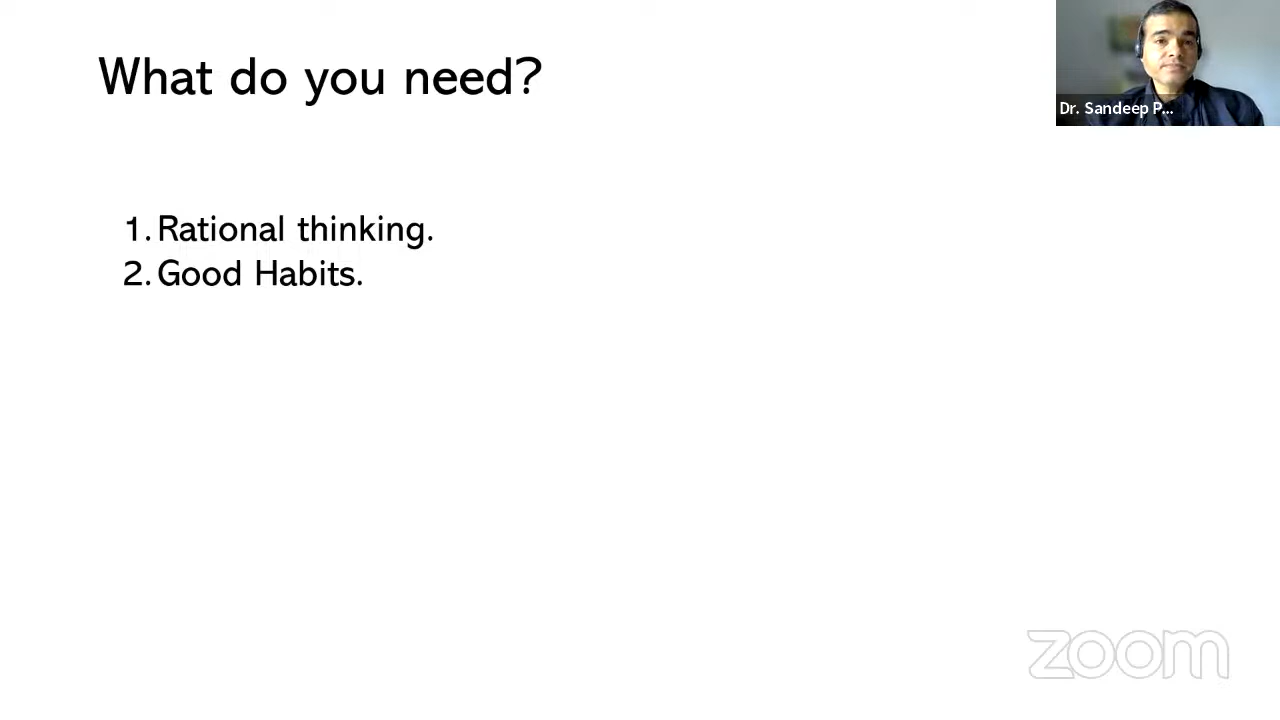 What do you need?
Dr. Sandeep P...
1. Rational thinking.
2. Good Habits.
zoom